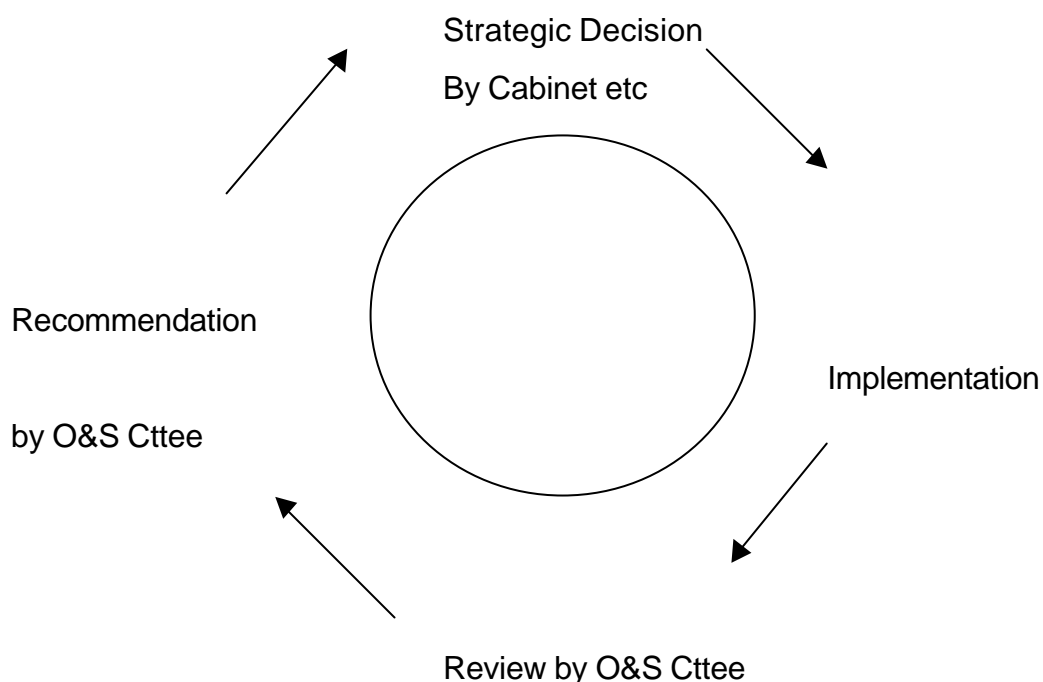 Strategic Decision
By Cabinet etc
Recommendation
by O&S Cttee
Implementation
Review by O&S Cttee